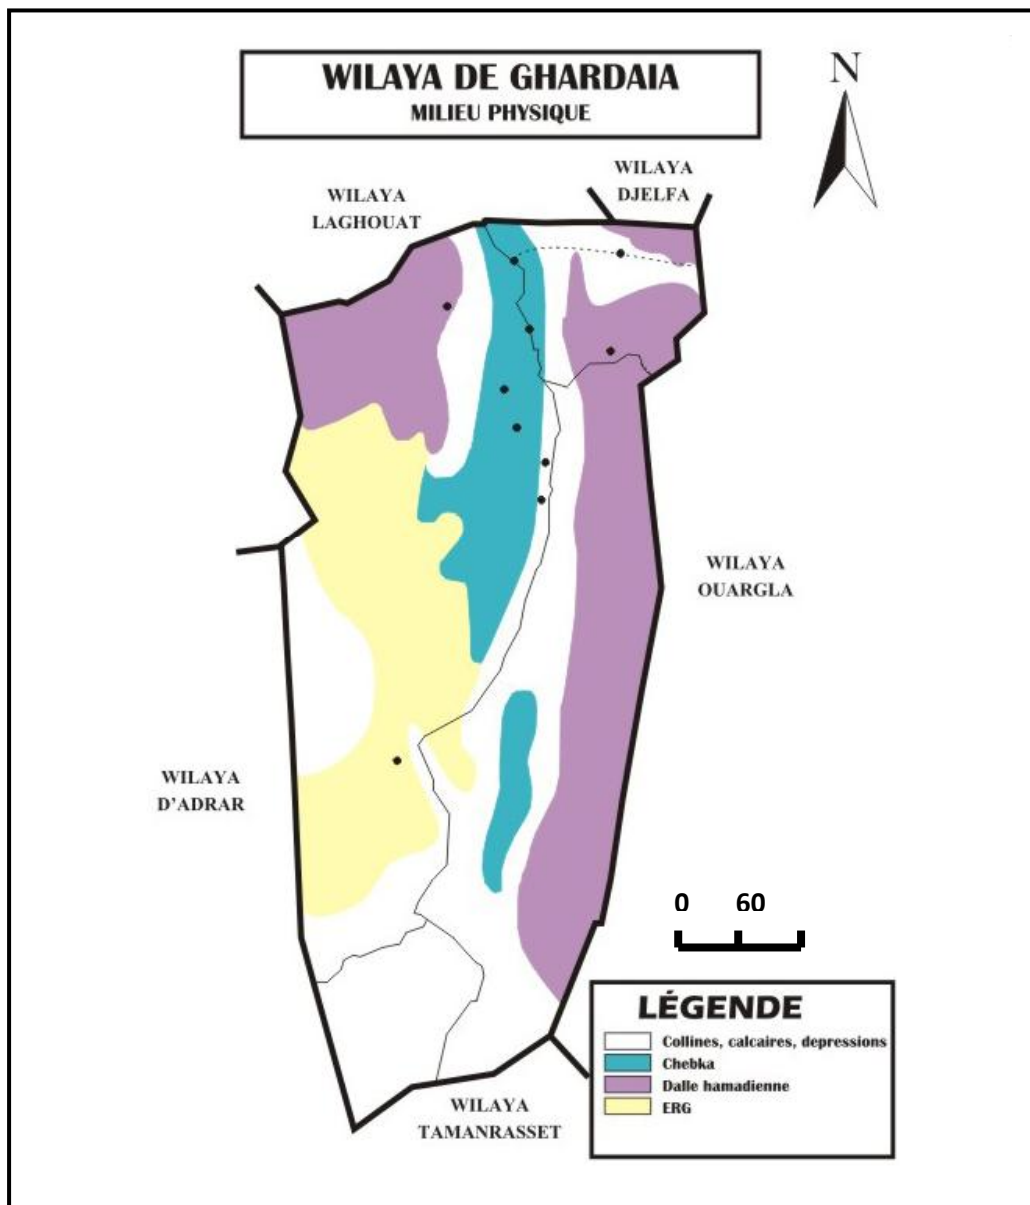 WILAYA DE GHARDAIA
MILIEU PHYSIQUE
N
WILAYA
DJELFA
WILAYA
LAGHOUAT
WILAYA
OUARGLA
WILAYA
D'ADRAR
0 60
LÉGENDE
Collines, calcaires, depressions
Chebka
Dalle hamadienne
ERG
WILAYA
TAMANRASSET